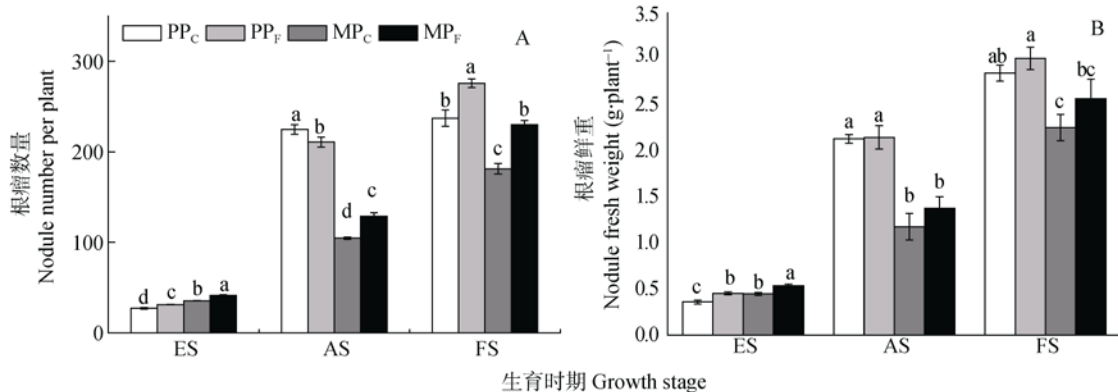 PP_C PP_F MP_C MP_F
A
根瘤数量
Nodule number per plant
300
200
100
0
d c b a
a b d c
b a c b
ES AS FS
B
根瘤鲜重
Nodule fresh weight (g·plant⁻¹)
3.5
3.0
2.5
2.0
1.5
1.0
0.5
0.0
c b b a
a a b b
ab a c bc
ES AS FS
生育时期 Growth stage